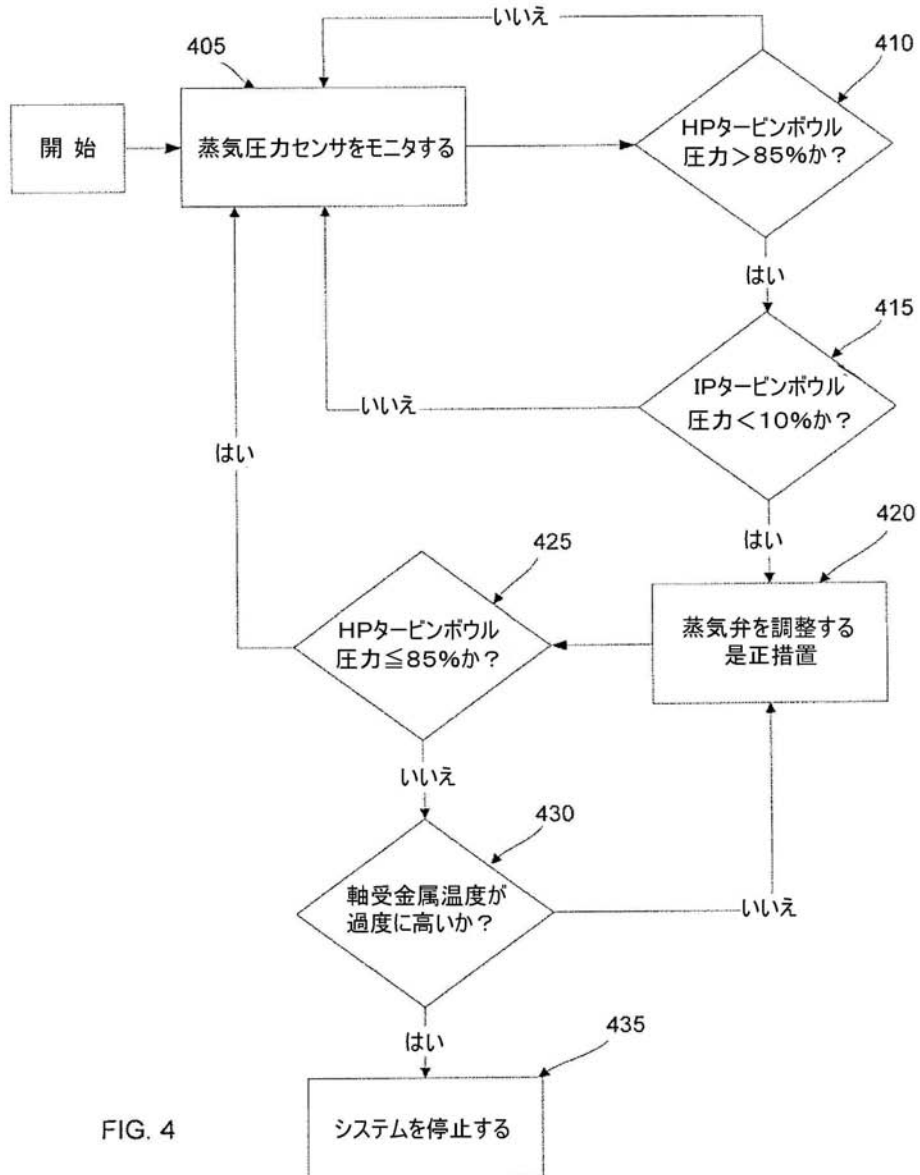 いいえ
405
410
開 始
蒸気圧力センサをモニタする
HPタービンボウル
圧力>85%か?
はい
415
IPタービンボウル
圧力<10%か?
いいえ
はい
はい
420
425
蒸気弁を調整する
是正措置
HPタービンボウル
圧力≦85%か?
いいえ
430
軸受金属温度が
過度に高いか?
いいえ
はい
435
システムを停止する
FIG. 4